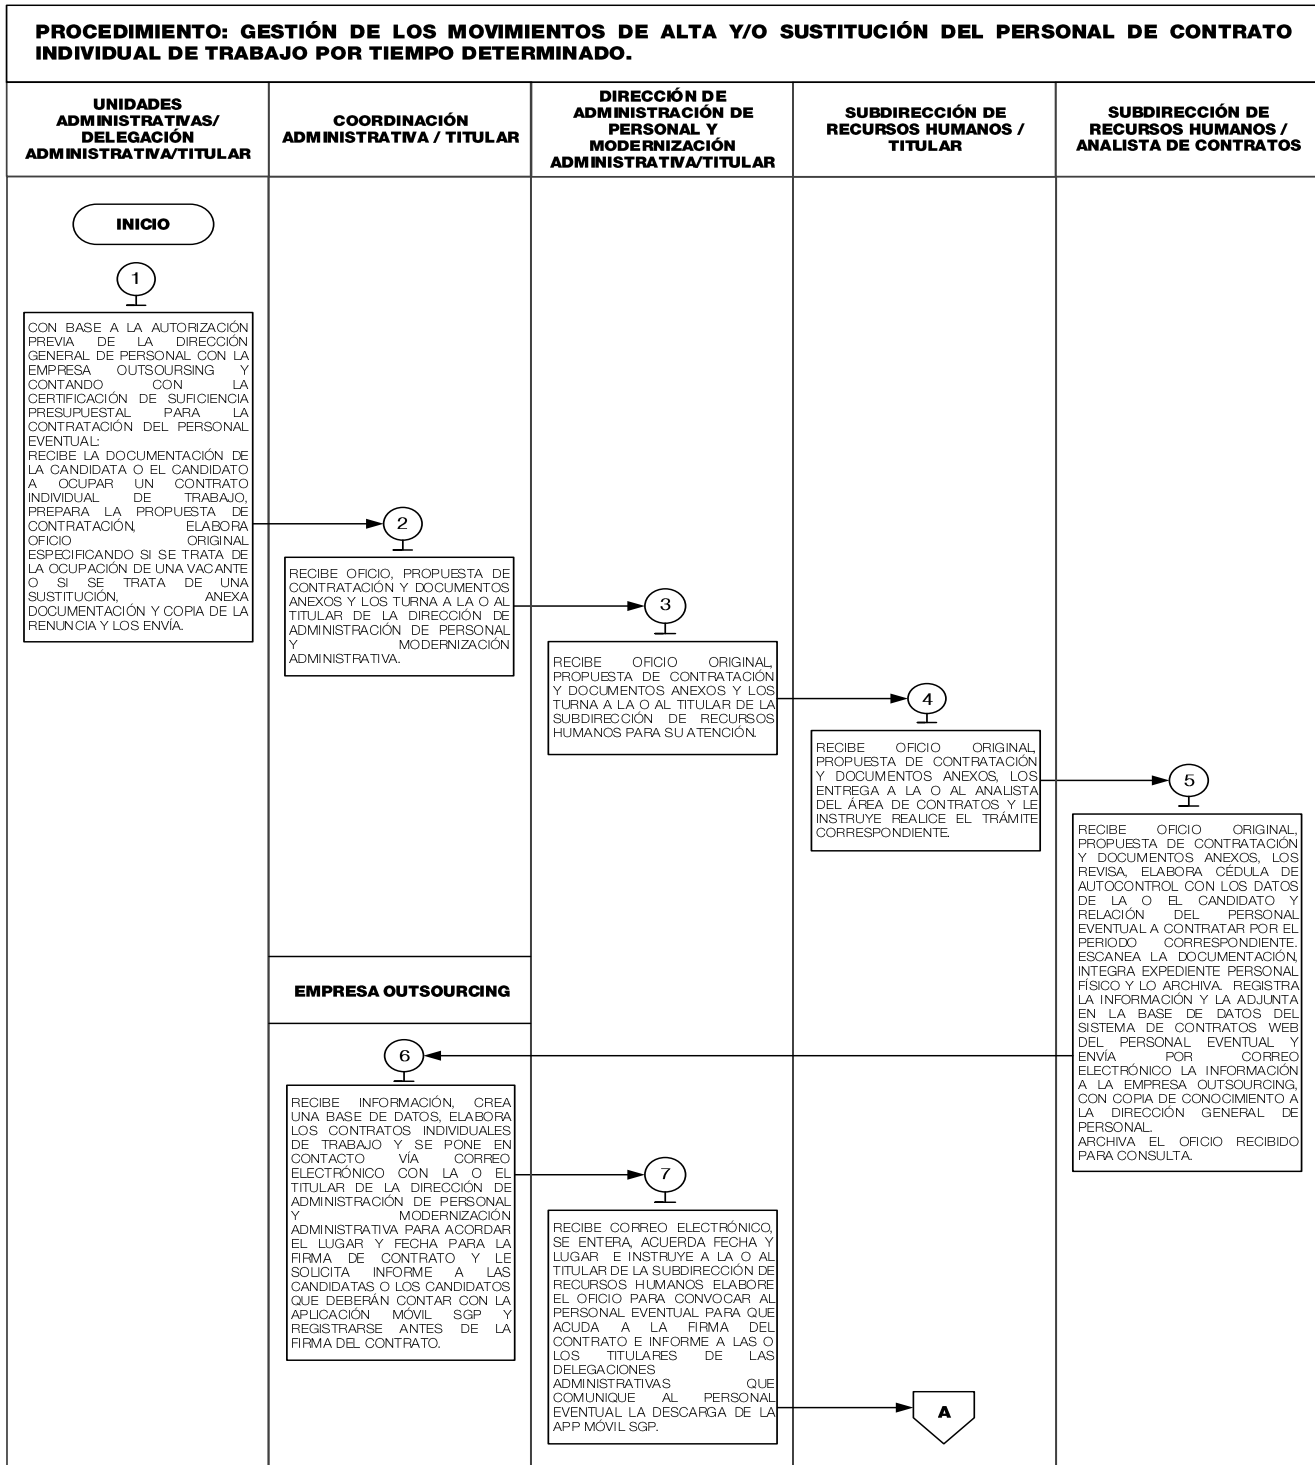 PROCEDIMIENTO: GESTIÓN DE LOS MOVIMIENTOS DE ALTA Y/O SUSTITUCIÓN DEL PERSONAL DE CONTRATO
INDIVIDUAL DE TRABAJO POR TIEMPO DETERMINADO.
UNIDADES
ADMINISTRATIVAS/
DELEGACIÓN
ADMINISTRATIVA/TITULAR
COORDINACIÓN
ADMINISTRATIVA / TITULAR
DIRECCIÓN DE
ADMINISTRACIÓN DE
PERSONAL Y
MODERNIZACIÓN
ADMINISTRATIVA/TITULAR
SUBDIRECCIÓN DE
RECURSOS HUMANOS /
TITULAR
SUBDIRECCIÓN DE
RECURSOS HUMANOS /
ANALISTA DE CONTRATOS
INICIO
1
CON BASE A LA AUTORIZACIÓN
PREVIA DE LA DIRECCIÓN
GENERAL DE PERSONAL CON LA
EMPRESA OUTSOURSING Y
CONTANDO CON LA
CERTIFICACIÓN DE SUFICIENCIA
PRESUPUESTAL PARA LA
CONTRATACIÓN DEL PERSONAL
EVENTUAL:
RECIBE LA DOCUMENTACIÓN DE
LA CANDIDATA O EL CANDIDATO
A OCUPAR UN CONTRATO
INDIVIDUAL DE TRABAJO,
PREPARA LA PROPUESTA DE
CONTRATACIÓN, ELABORA
OFICIO ORIGINAL
ESPECIFICANDO SI SE TRATA DE
LA OCUPACIÓN DE UNA VACANTE
O SI SE TRATA DE UNA
SUSTITUCIÓN, ANEXA
DOCUMENTACIÓN Y COPIA DE LA
RENUNCIA Y LOS ENVÍA.
2
RECIBE OFICIO, PROPUESTA DE
CONTRATACIÓN Y DOCUMENTOS
ANEXOS Y LOS TURNA A LA O AL
TITULAR DE LA DIRECCIÓN DE
ADMINISTRACIÓN DE PERSONAL
Y MODERNIZACIÓN
ADMINISTRATIVA.
3
RECIBE OFICIO ORIGINAL,
PROPUESTA DE CONTRATACIÓN
Y DOCUMENTOS ANEXOS Y LOS
TURNA A LA O AL TITULAR DE LA
SUBDIRECCIÓN DE RECURSOS
HUMANOS PARA SU ATENCIÓN.
4
RECIBE OFICIO ORIGINAL,
PROPUESTA DE CONTRATACIÓN
Y DOCUMENTOS ANEXOS, LOS
ENTREGA A LA O AL ANALISTA
DEL ÁREA DE CONTRATOS Y LE
INSTRUYE REALICE EL TRÁMITE
CORRESPONDIENTE.
5
RECIBE OFICIO ORIGINAL,
PROPUESTA DE CONTRATACIÓN
Y DOCUMENTOS ANEXOS, LOS
REVISA, ELABORA CÉDULA DE
AUTOCONTROL CON LOS DATOS
DE LA O EL CANDIDATO Y
RELACIÓN DEL PERSONAL
EVENTUAL A CONTRATAR POR EL
PERIODO CORRESPONDIENTE.
ESCANEA LA DOCUMENTACIÓN,
INTEGRA EXPEDIENTE PERSONAL
FÍSICO Y LO ARCHIVA. REGISTRA
LA INFORMACIÓN Y LA ADJUNTA
EN LA BASE DE DATOS DEL
SISTEMA DE CONTRATOS WEB
DEL PERSONAL EVENTUAL Y
ENVÍA POR CORREO
ELECTRÓNICO LA INFORMACIÓN
A LA EMPRESA OUTSOURCING,
CON COPIA DE CONOCIMIENTO A
LA DIRECCIÓN GENERAL DE
PERSONAL.
ARCHIVA EL OFICIO RECIBIDO
PARA CONSULTA.
EMPRESA OUTSOURCING
6
RECIBE INFORMACIÓN, CREA
UNA BASE DE DATOS, ELABORA
LOS CONTRATOS INDIVIDUALES
DE TRABAJO Y SE PONE EN
CONTACTO VÍA CORREO
ELECTRÓNICO CON LA O EL
TITULAR DE LA DIRECCIÓN DE
ADMINISTRACIÓN DE PERSONAL
Y MODERNIZACIÓN
ADMINISTRATIVA PARA ACORDAR
EL LUGAR Y FECHA PARA LA
FIRMA DE CONTRATO Y LE
SOLICITA INFORME A LAS
CANDIDATAS O LOS CANDIDATOS
QUE DEBERÁN CONTAR CON LA
APLICACIÓN MÓVIL SGP Y
REGISTRARSE ANTES DE LA
FIRMA DEL CONTRATO.
7
RECIBE CORREO ELECTRÓNICO,
SE ENTERA, ACUERDA FECHA Y
LUGAR E INSTRUYE A LA O AL
TITULAR DE LA SUBDIRECCIÓN DE
RECURSOS HUMANOS ELABORE
EL OFICIO PARA CONVOCAR AL
PERSONAL EVENTUAL PARA QUE
ACUDA A LA FIRMA DEL
CONTRATO E INFORME A LAS O
LOS TITULARES DE LAS
DELEGACIONES
ADMINISTRATIVAS QUE
COMUNIQUE AL PERSONAL
EVENTUAL LA DESCARGA DE LA
APP MÓVIL SGP.
A